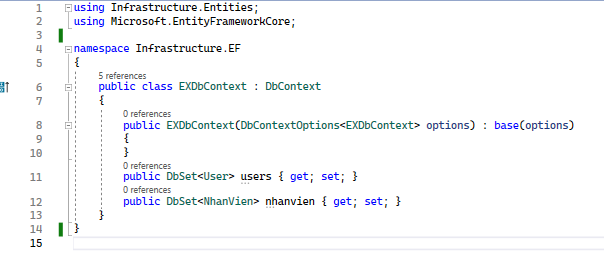 1 using Infrastructure.Entities;
2 using Microsoft.EntityFrameworkCore;
3
4 namespace Infrastructure.EF
5 {
5 references
6 public class EXDbContext : DbContext
7 {
0 references
8 public EXDbContext(DbContextOptions<EXDbContext> options) : base(options)
9 {
10 }
0 references
11 public DbSet<User> users { get; set; }
0 references
12 public DbSet<NhanVien> nhanvien { get; set; }
13 }
14 }
15